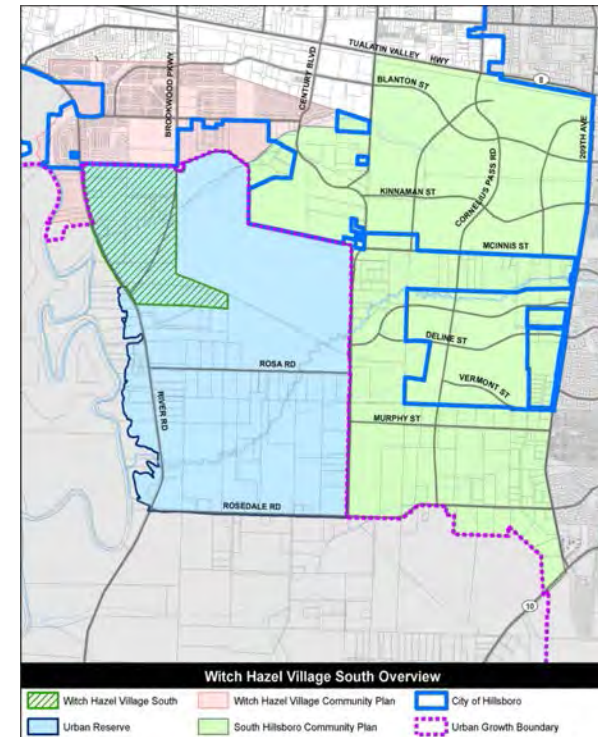 TUALATIN VALLEY HWY
8
BLANTON ST
BROOKWOOD PKWY
CENTURY BLVD
209TH AVE
CORNELIUS PASS RD
KINNAMAN ST
MCINNIS ST
DELINE ST
ROSA RD
VERMONT ST
RIVER RD
MURPHY ST
ROSEDALE RD
10
Witch Hazel Village South Overview
Witch Hazel Village South
Witch Hazel Village Community Plan
City of Hillsboro
Urban Reserve
South Hillsboro Community Plan
Urban Growth Boundary